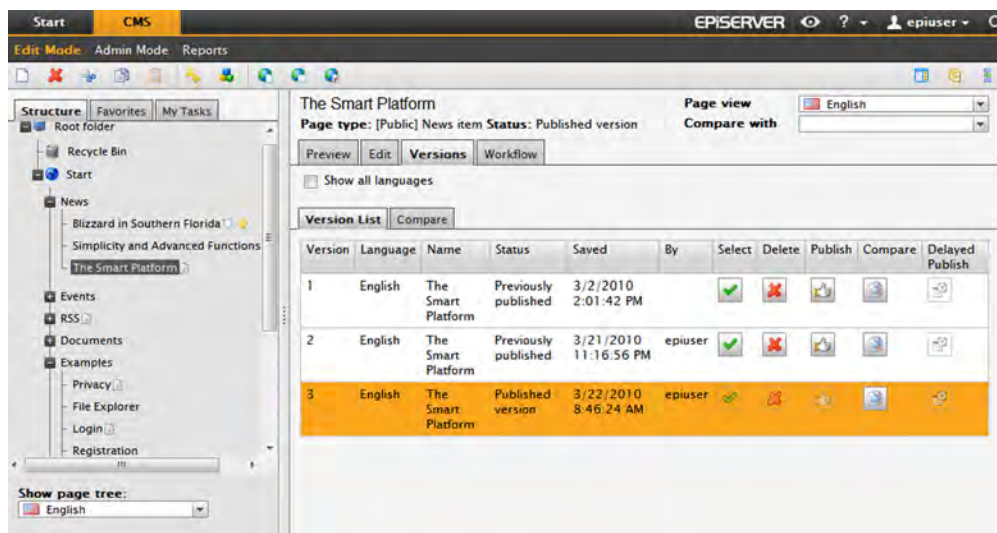 Start CMS EPiSERVER ? epiuser
Edit Mode Admin Mode Reports
Structure Favorites My Tasks
Root folder
Recycle Bin
Start
News
Blizzard in Southern Florida
Simplicity and Advanced Functions
The Smart Platform
Events
RSS
Documents
Examples
Privacy
File Explorer
Login
Registration
Show page tree:
English
The Smart Platform
Page type: [Public] News item Status: Published version
Page view English
Compare with
Preview Edit Versions Workflow
Show all languages
Version List Compare
Version Language Name Status Saved By Select Delete Publish Compare Delayed
Publish
1 English The Previously 3/2/2010
Smart published 2:01:42 PM
Platform
2 English The Previously 3/21/2010 epiuser
Smart published 11:16:56 PM
Platform
3 English The Published 3/22/2010 epiuser
Smart version 8:46:24 AM
Platform